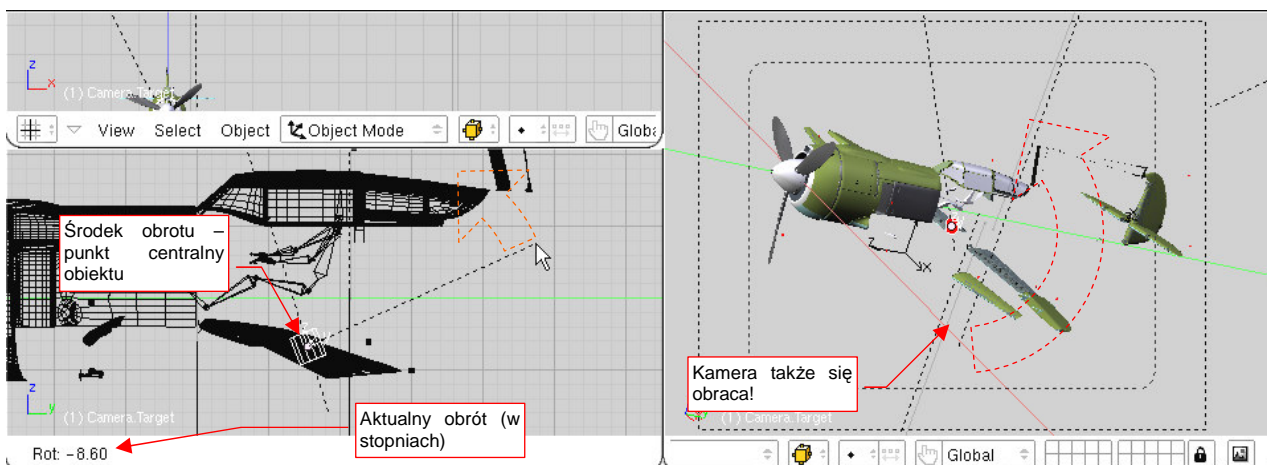 z
x
(1) Camera.Target
View Select Object Object Mode Globa
Środek obrotu –
punkt centralny
obiektu
z
y
(1) Camera.Target
Aktualny obrót (w
stopniach)
Rot: −8.60
z
x
Kamera także się
obraca!
(1) Camera.Target
Global